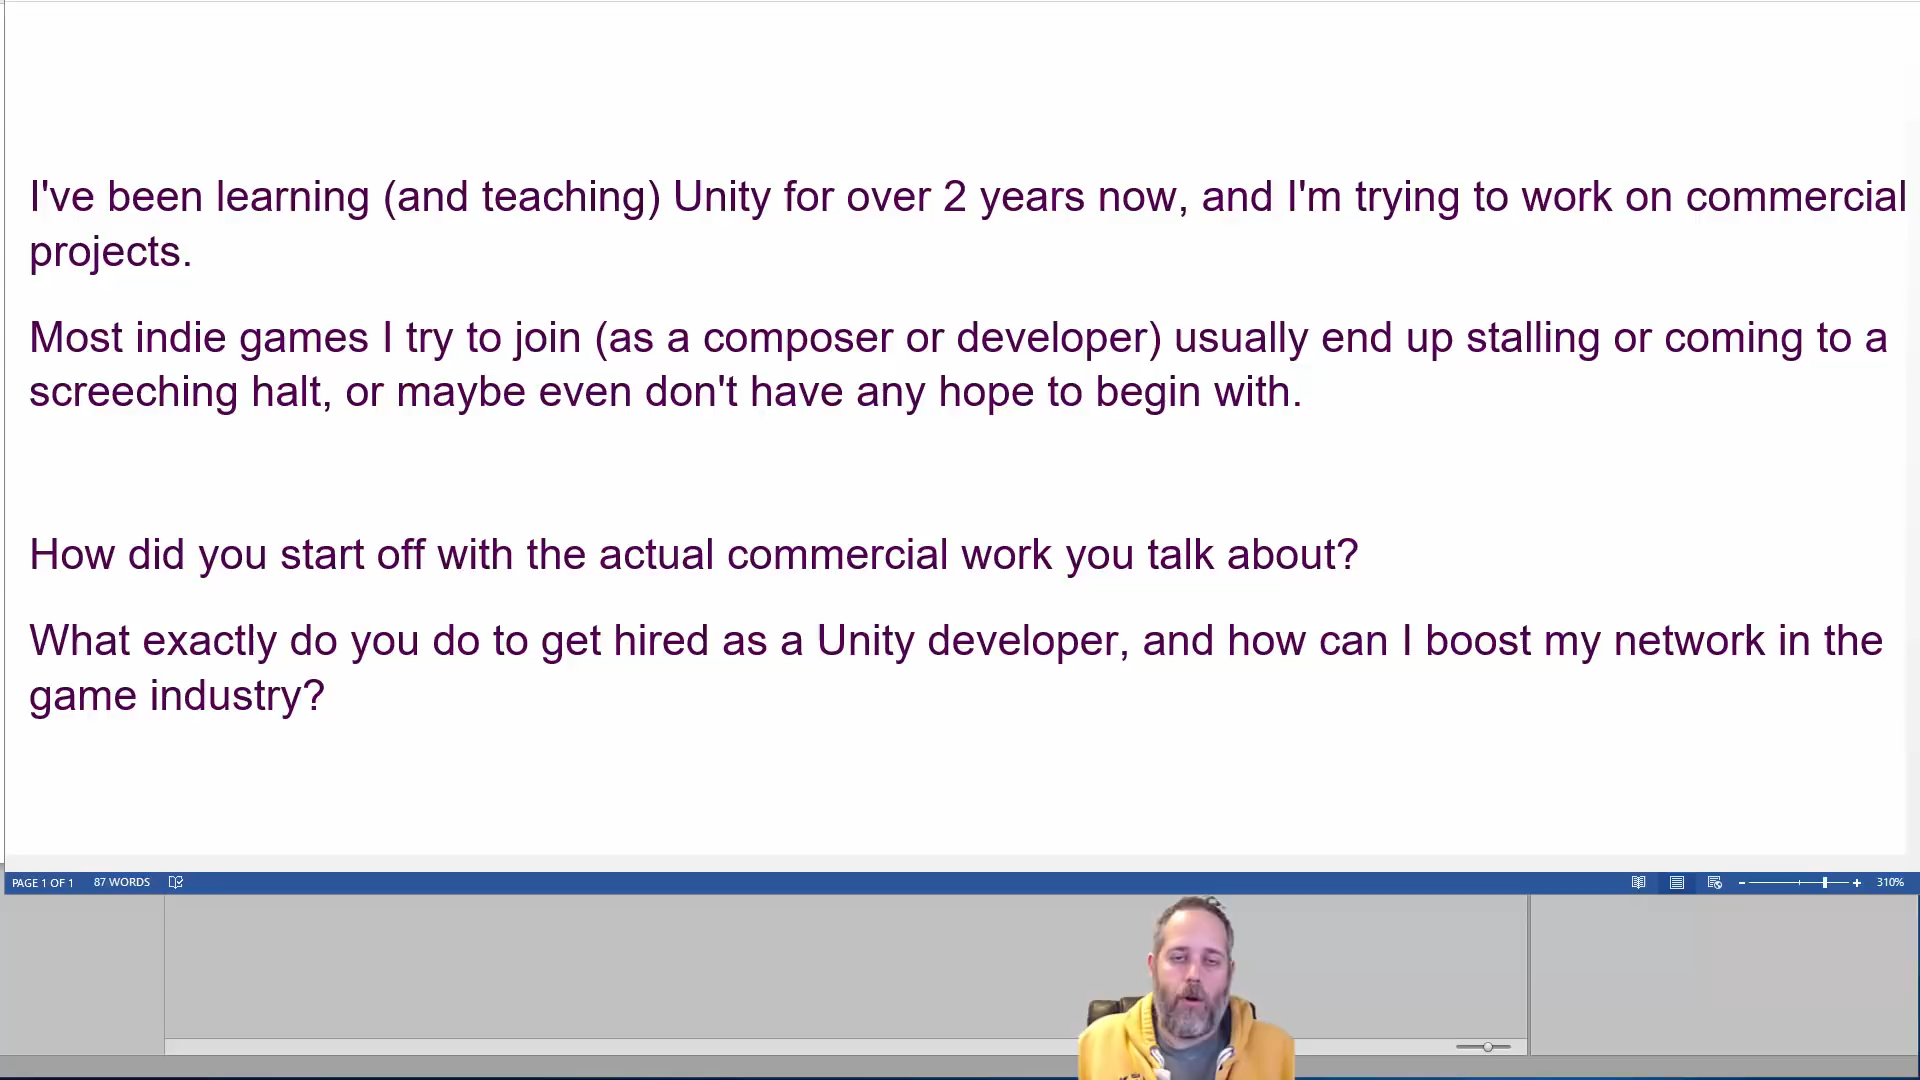 I've been learning (and teaching) Unity for over 2 years now, and I'm trying to work on commercial
projects.
Most indie games I try to join (as a composer or developer) usually end up stalling or coming to a
screeching halt, or maybe even don't have any hope to begin with.
How did you start off with the actual commercial work you talk about?
What exactly do you do to get hired as a Unity developer, and how can I boost my network in the
game industry?
PAGE 1 OF 1 87 WORDS 310%